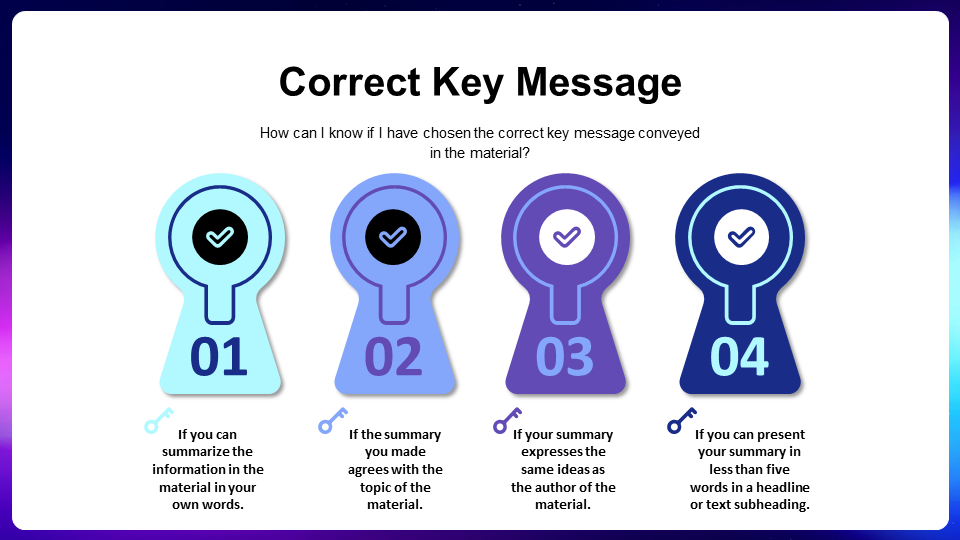 Correct Key Message
How can I know if I have chosen the correct key message conveyed
in the material?
01
02
03
04
If you can
summarize the
information in the
material in your
own words.
If the summary
you made
agrees with the
topic of the
material.
If your summary
expresses the
same ideas as
the author of the
material.
If you can present
your summary in
less than five
words in a headline
or text subheading.